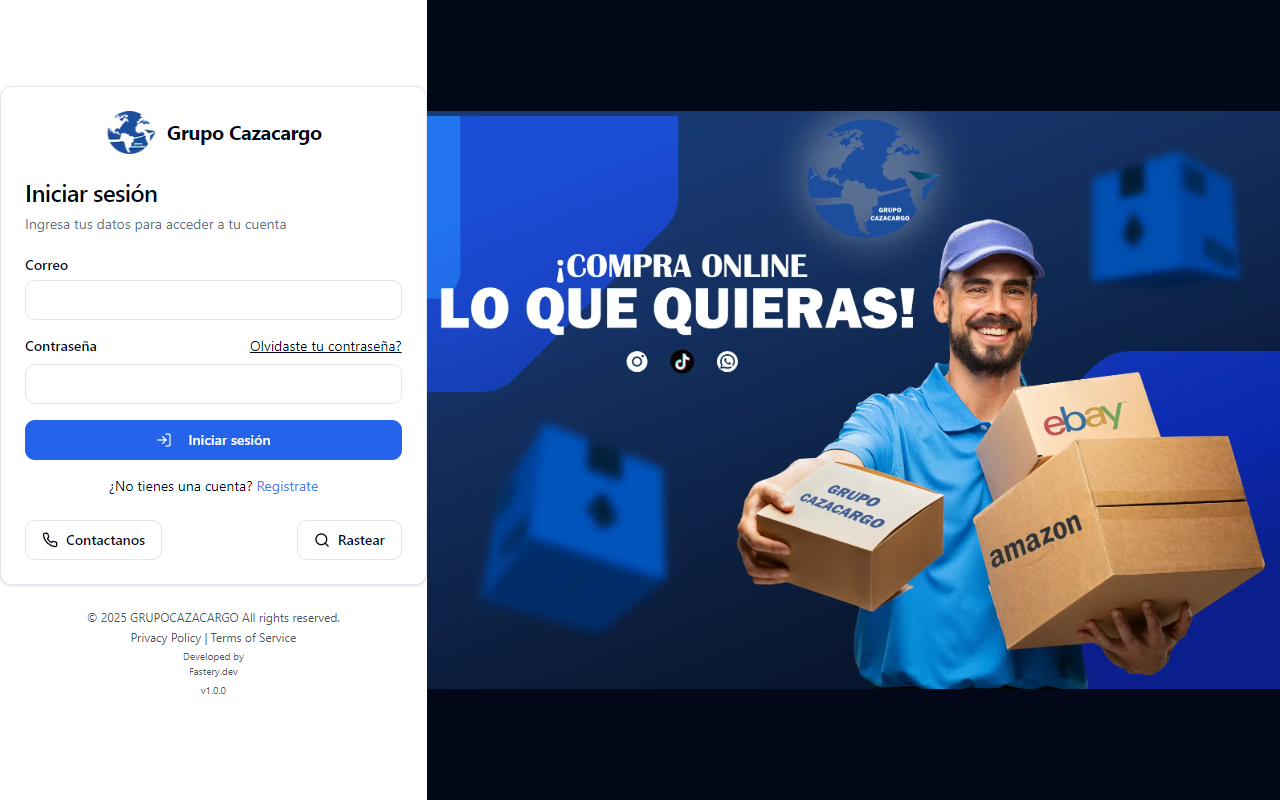 Grupo Cazacargo
Iniciar sesión
Ingresa tus datos para acceder a tu cuenta
Correo
Contraseña
Olvidaste tu contraseña?
Iniciar sesión
¿No tienes una cuenta? Registrate
Contactanos
Rastear
© 2025 GRUPOCAZACARGO All rights reserved.
Privacy Policy | Terms of Service
Developed by
Fastery.dev
v1.0.0
GRUPO
CAZACARGO
¡COMPRA ONLINE
LO QUE QUIERAS!
ebay
GRUPO
CAZACARGO
amazon